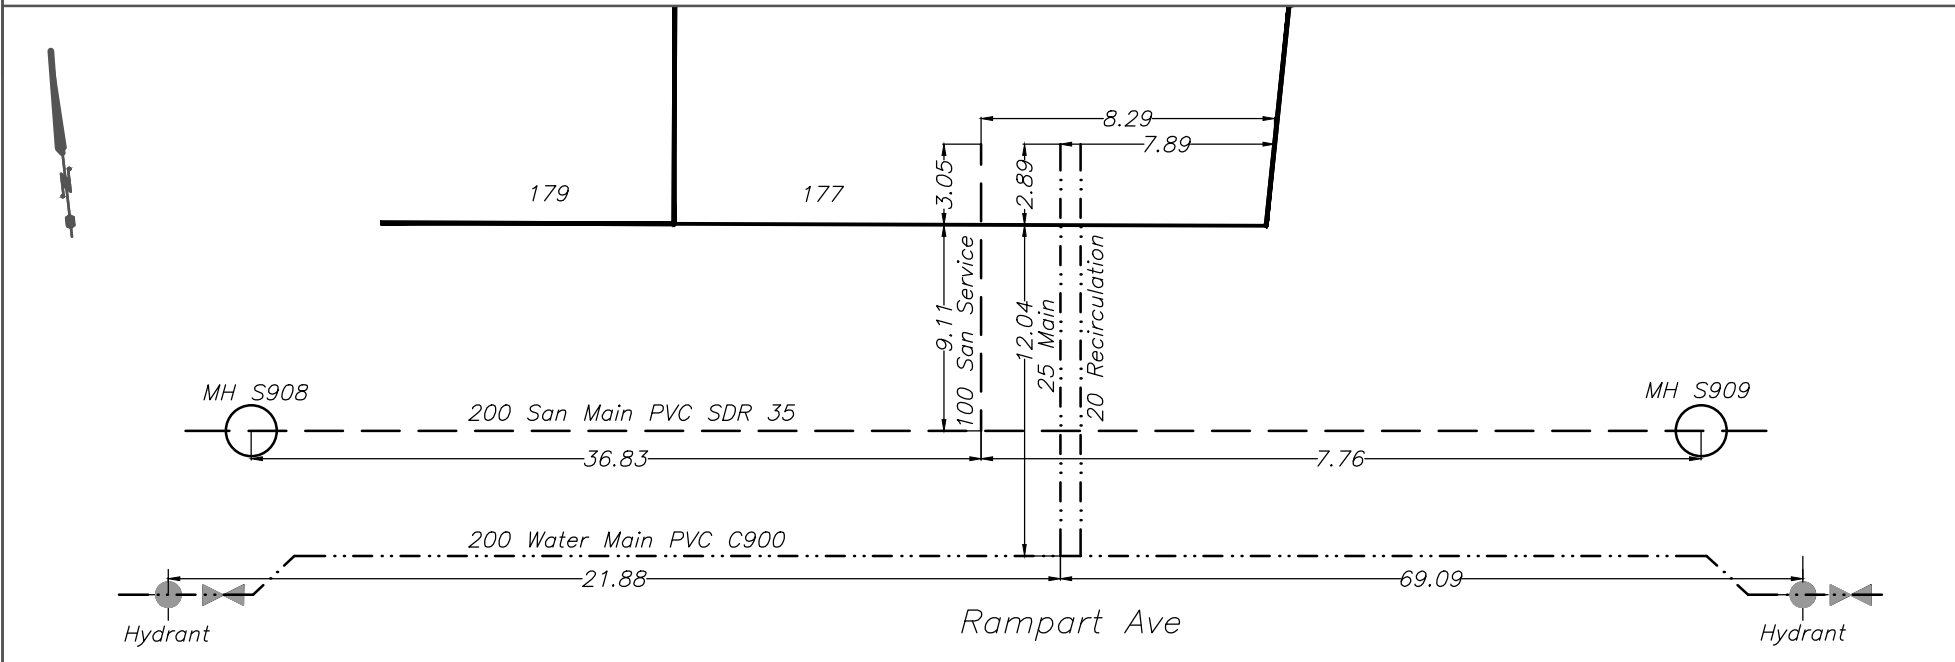 8.29
7.89
3.05
2.89
179
177
9.11
100 San Service
12.04
25 Main
20 Recirculation
MH S908
MH S909
200 San Main PVC SDR 35
36.83
7.76
200 Water Main PVC C900
21.88
69.09
Hydrant
Rampart Ave
Hydrant
N